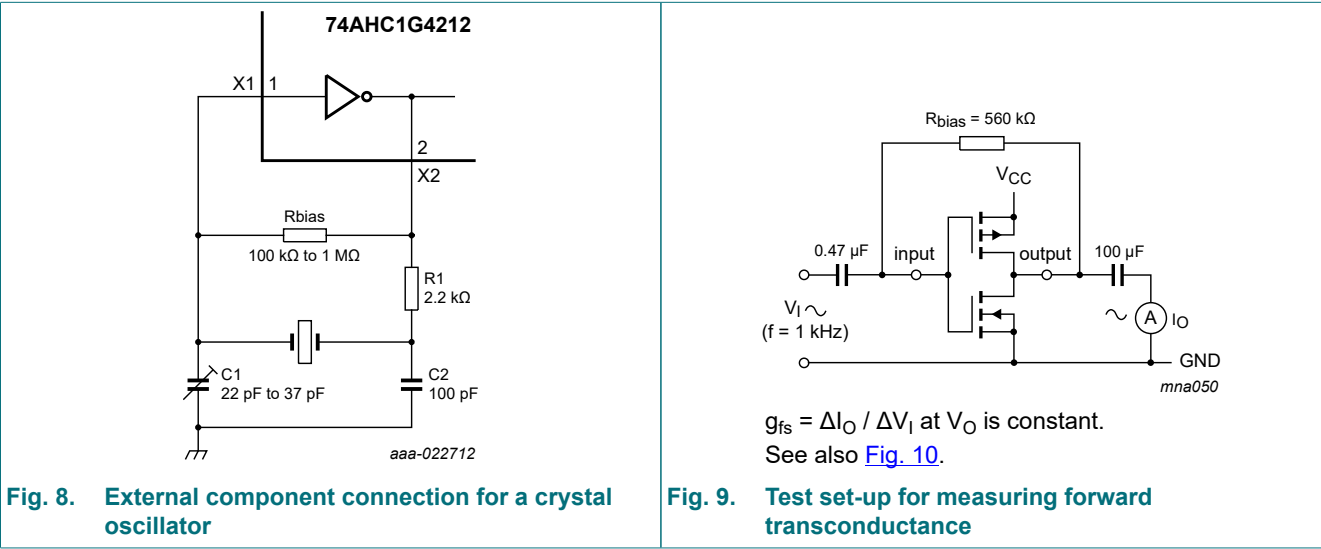 74AHC1G4212
X1
1
2
X2
Rbias
100 kΩ to 1 MΩ
R1
2.2 kΩ
C1
22 pF to 37 pF
C2
100 pF
aaa-022712
Fig. 8. External component connection for a crystal
oscillator
Rbias = 560 kΩ
VCC
0.47 µF
input
output
100 µF
VI
(f = 1 kHz)
A
IO
GND
mna050
gfs = ΔIO / ΔVI at VO is constant.
See also Fig. 10.
Fig. 9. Test set-up for measuring forward
transconductance